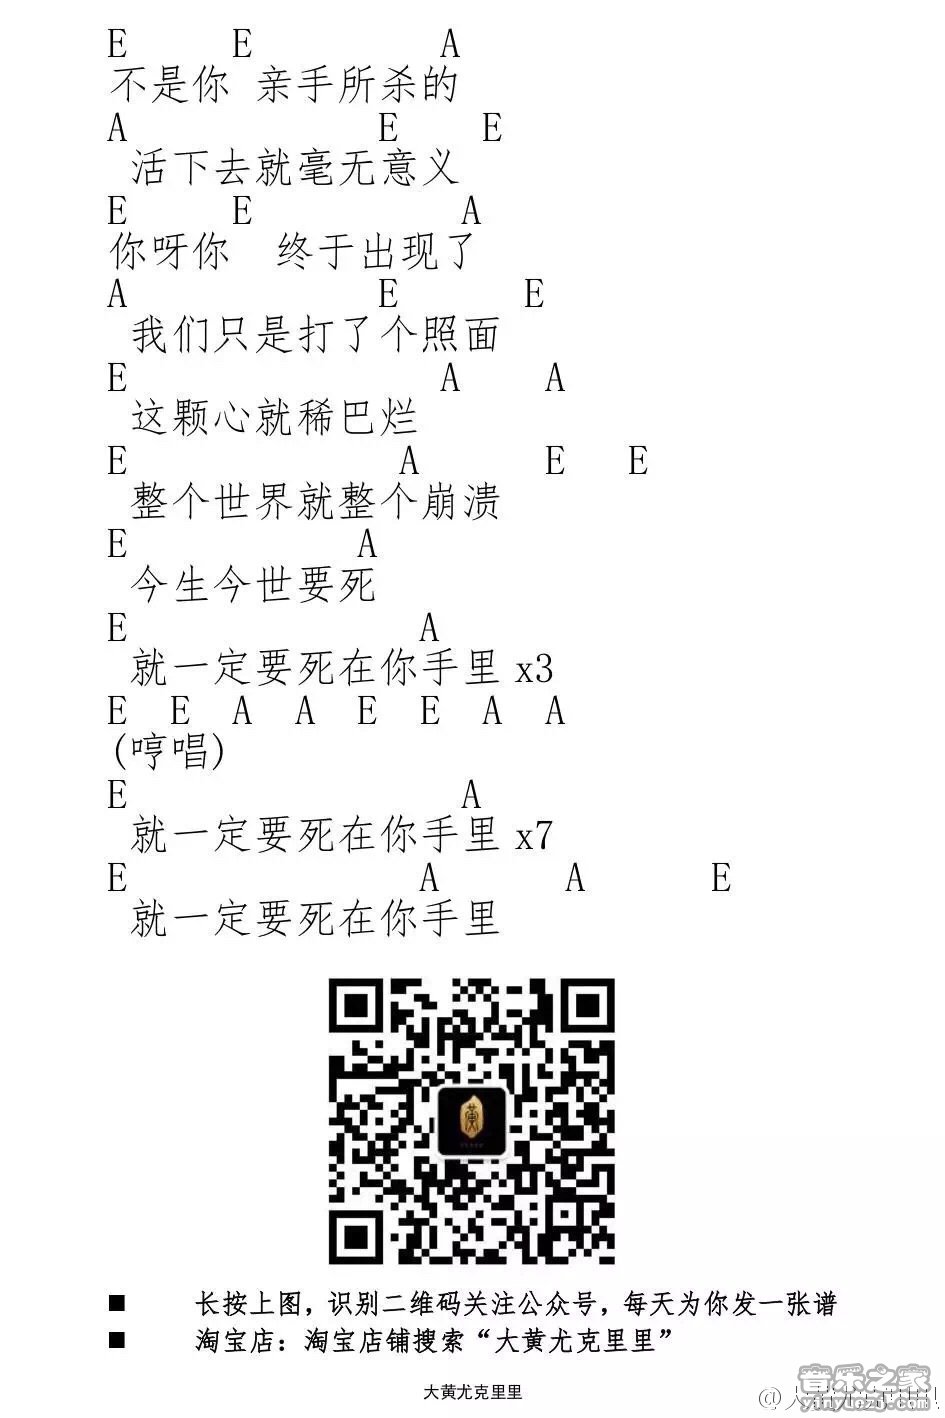 E E A
不是你 亲手所杀的
A E E
活下去就毫无意义
E E A
你呀你 终于出现了
A E E
我们只是打了个照面
E A A
这颗心就稀巴烂
E A E E
整个世界就整个崩溃
E A
今生今世要死
E A
就一定要死在你手里 x3
E E A A E E A A
(哼唱)
E A
就一定要死在你手里 x7
E A A E
就一定要死在你手里
黄
■ 长按上图，识别二维码关注公众号，每天为你发一张谱
■ 淘宝店：淘宝店铺搜索“大黄尤克里里”
大黄尤克里里
音乐之家
yinyuezj.com